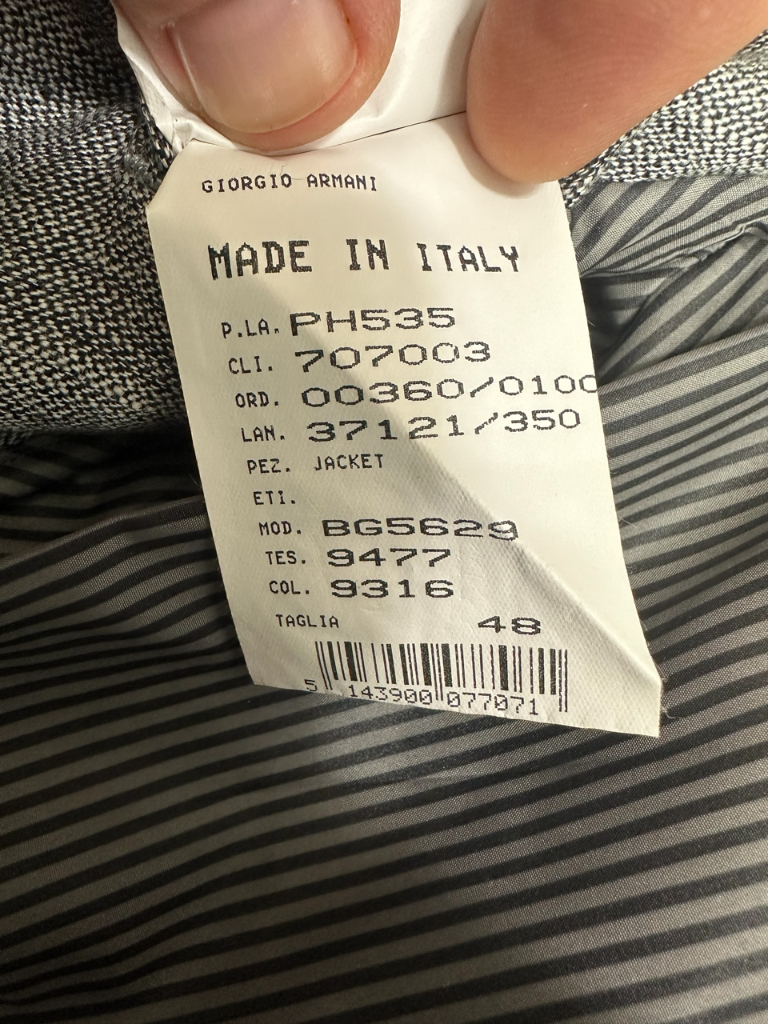 GIORGIO ARMANI
MADE IN ITALY
P.LA. PH535
CLI. 707003
ORD. 00360/0100
LAN. 37121/350
PEZ. JACKET
ETI.
MOD. BG5629
TES. 9477
COL. 9316
TAGLIA 48
5 143900 077071